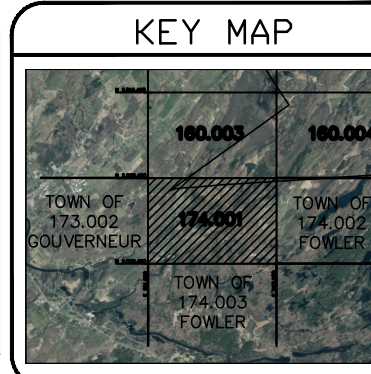 KEY MAP
160.003
160.004
TOWN OF
173.002
GOUVERNEUR
174.001
TOWN OF
174.002
FOWLER
TOWN OF
174.003
FOWLER